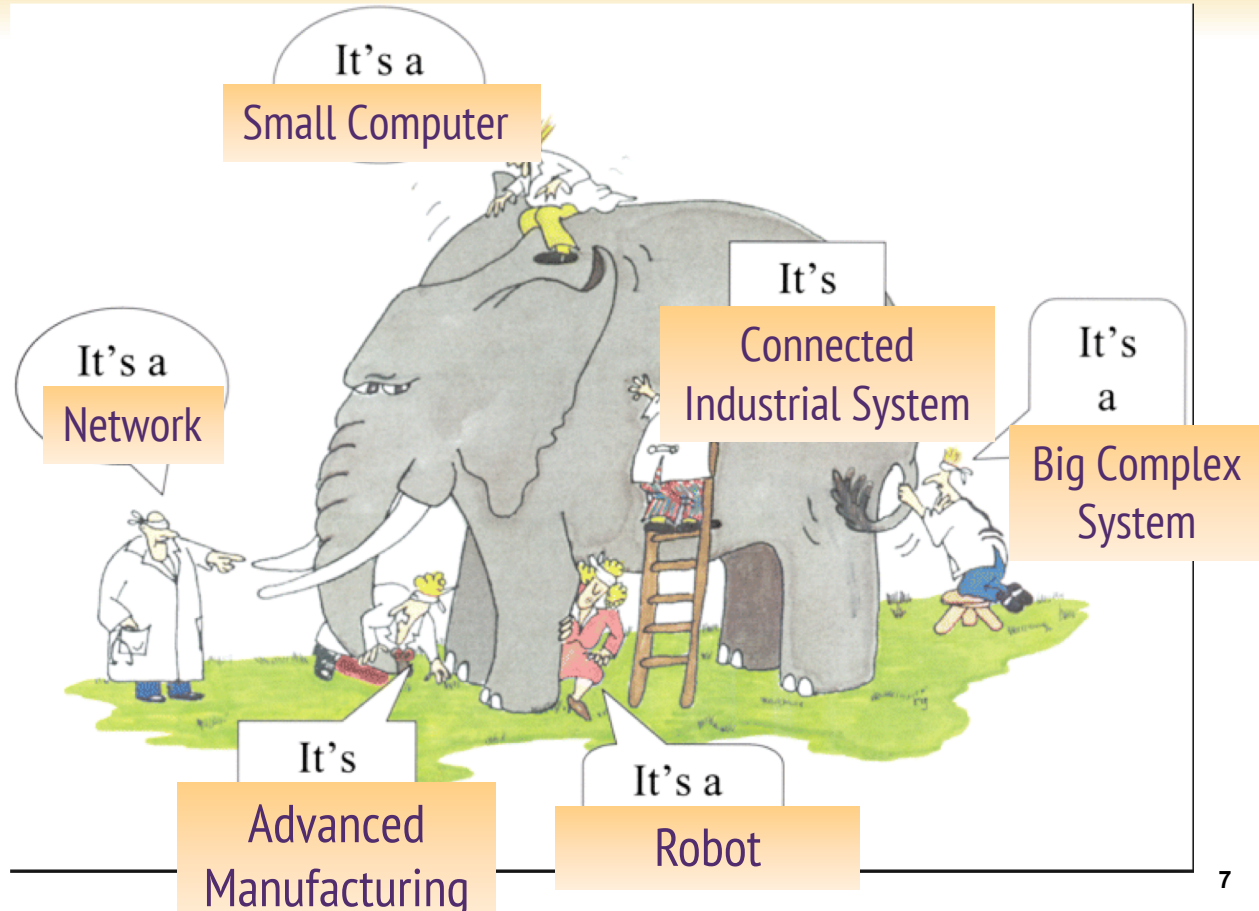 It's a
Small Computer
It's
Connected
Industrial System
It's
a
Big Complex
System
It's a
Network
It's
Advanced
Manufacturing
It's a
Robot
7